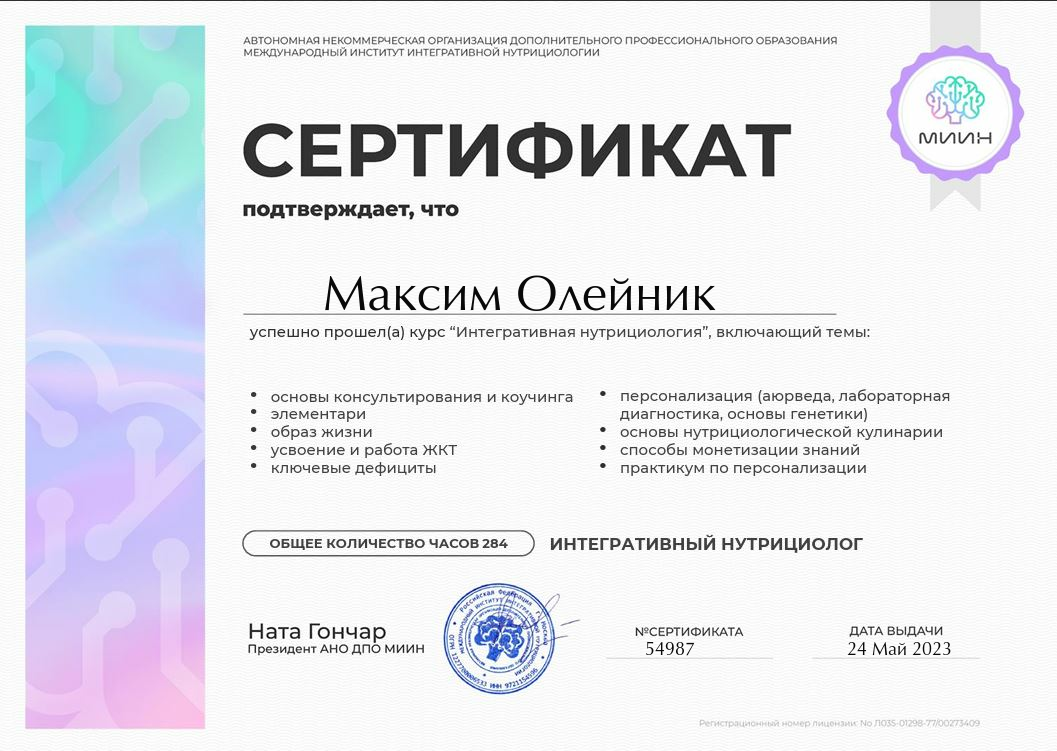 АВТОНОМНАЯ НЕКОММЕРЧЕСКАЯ ОРГАНИЗАЦИЯ ДОПОЛНИТЕЛЬНОГО ПРОФЕССИОНАЛЬНОГО ОБРАЗОВАНИЯ
МЕЖДУНАРОДНЫЙ ИНСТИТУТ ИНТЕГРАТИВНОЙ НУТРИЦИОЛОГИИ
МИИН
СЕРТИФИКАТ
подтверждает, что
Максим Олейник
успешно прошел(а) курс “Интегративная нутрициология”, включающий темы:
• основы консультирования и коучинга
• элементари
• образ жизни
• усвоение и работа ЖКТ
• ключевые дефициты
• персонализация (аюрведа, лабораторная
диагностика, основы генетики)
• основы нутрициологической кулинарии
• способы монетизации знаний
• практикум по персонализации
ОБЩЕЕ КОЛИЧЕСТВО ЧАСОВ 284
ИНТЕГРАТИВНЫЙ НУТРИЦИОЛОГ
Ната Гончар
Президент АНО ДПО МИИН
Российская Федерация
№СЕРТИФИКАТА
54987
ДАТА ВЫДАЧИ
24 Май 2023
Регистрационный номер лицензии: No Л035-01298-77/00273409